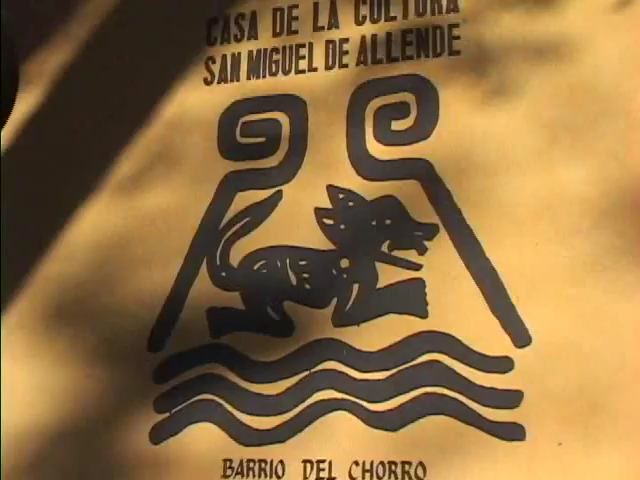 CASA DE LA CULTURA
SAN MIGUEL DE ALLENDE
BARRIO DEL CHORRO